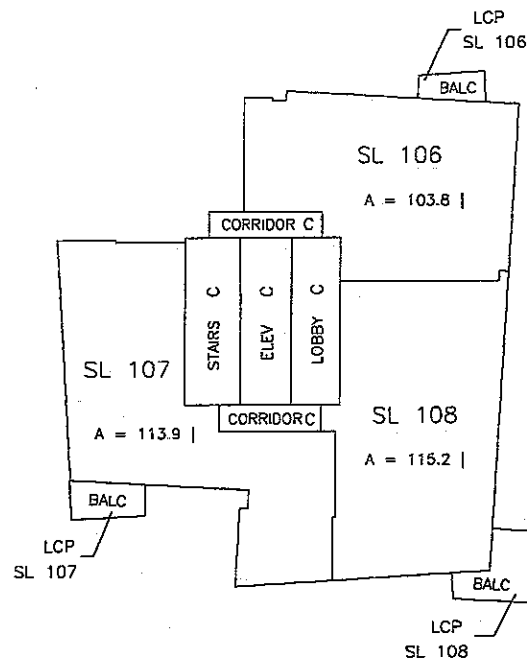 LCP
SL 106
BALC
SL 106
A = 103.8 |
CORRIDOR C
STAIRS C
ELEV C
LOBBY C
SL 107
A = 113.9 |
CORRIDOR C
SL 108
A = 115.2 |
BALC
LCP
SL 107
BALC
LCP
SL 108